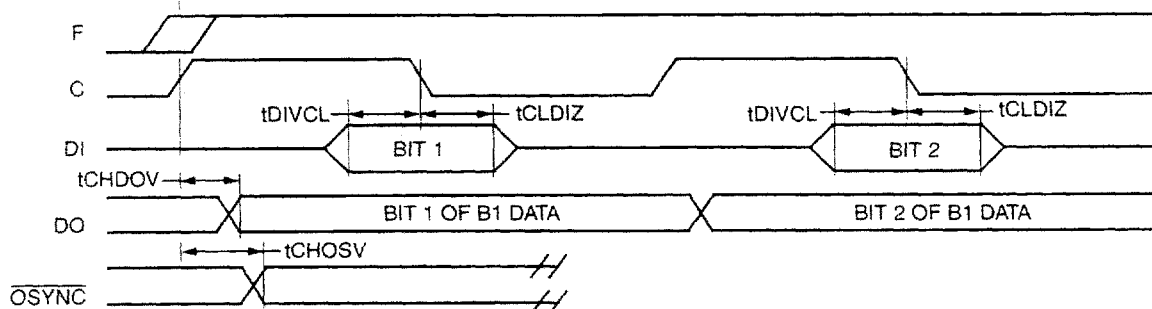 F
C
tDIVCL
tCLDIZ
tDIVCL
tCLDIZ
DI
BIT 1
BIT 2
tCHDOV
DO
BIT 1 OF B1 DATA
BIT 2 OF B1 DATA
tCHOSV
OSYNC